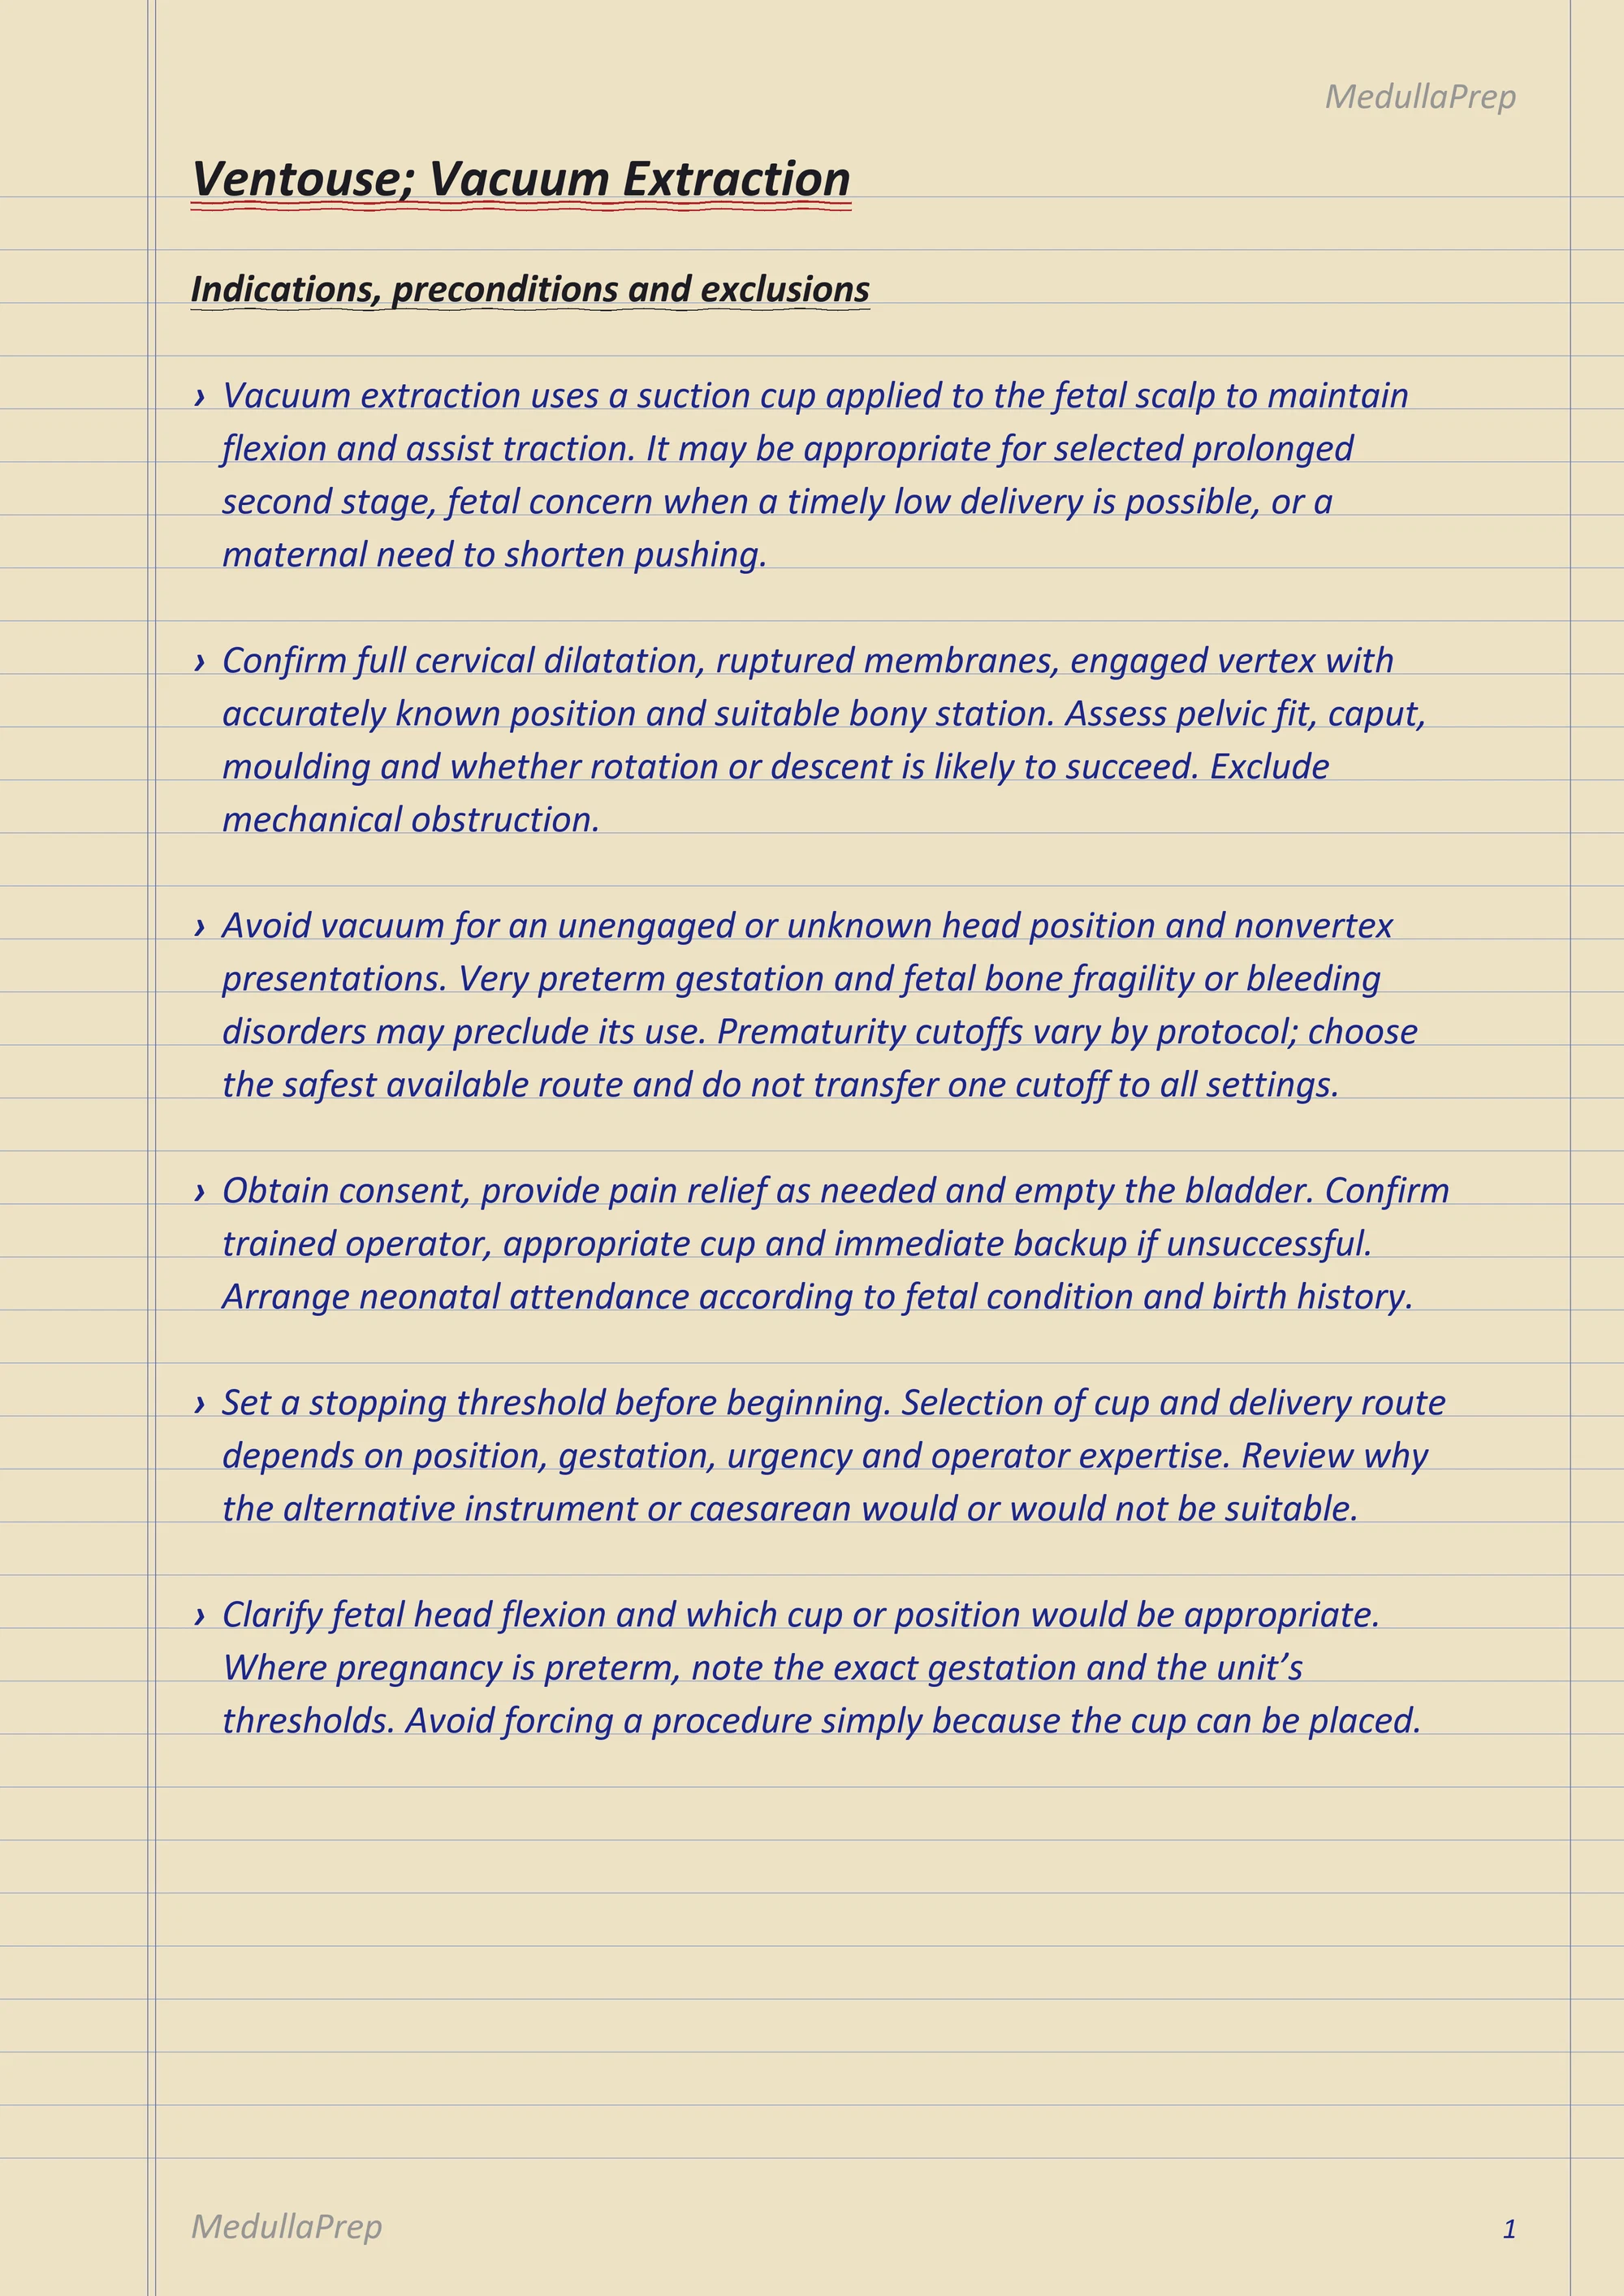 MedullaPrep
Ventouse; Vacuum Extraction
Indications, preconditions and exclusions
› Vacuum extraction uses a suction cup applied to the fetal scalp to maintain
flexion and assist traction. It may be appropriate for selected prolonged
second stage, fetal concern when a timely low delivery is possible, or a
maternal need to shorten pushing.
› Confirm full cervical dilatation, ruptured membranes, engaged vertex with
accurately known position and suitable bony station. Assess pelvic fit, caput,
moulding and whether rotation or descent is likely to succeed. Exclude
mechanical obstruction.
› Avoid vacuum for an unengaged or unknown head position and nonvertex
presentations. Very preterm gestation and fetal bone fragility or bleeding
disorders may preclude its use. Prematurity cutoffs vary by protocol; choose
the safest available route and do not transfer one cutoff to all settings.
› Obtain consent, provide pain relief as needed and empty the bladder. Confirm
trained operator, appropriate cup and immediate backup if unsuccessful.
Arrange neonatal attendance according to fetal condition and birth history.
› Set a stopping threshold before beginning. Selection of cup and delivery route
depends on position, gestation, urgency and operator expertise. Review why
the alternative instrument or caesarean would or would not be suitable.
› Clarify fetal head flexion and which cup or position would be appropriate.
Where pregnancy is preterm, note the exact gestation and the unit’s
thresholds. Avoid forcing a procedure simply because the cup can be placed.
MedullaPrep
1